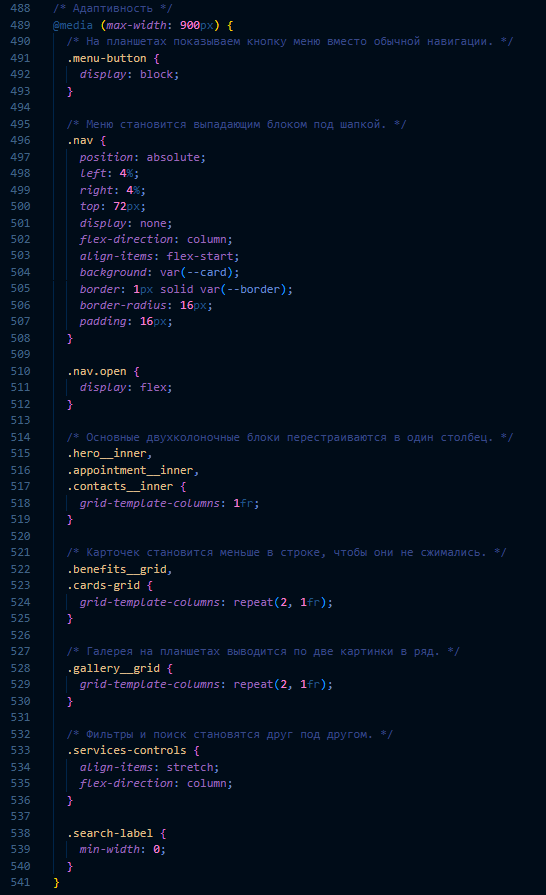 488 /* Адаптивность */
489 @media (max-width: 900px) {
490   /* На планшетах показываем кнопку меню вместо обычной навигации. */
491   .menu-button {
492     display: block;
493   }
494
495   /* Меню становится выпадающим блоком под шапкой. */
496   .nav {
497     position: absolute;
498     left: 4%;
499     right: 4%;
500     top: 72px;
501     display: none;
502     flex-direction: column;
503     align-items: flex-start;
504     background: var(--card);
505     border: 1px solid var(--border);
506     border-radius: 16px;
507     padding: 16px;
508   }
509
510   .nav.open {
511     display: flex;
512   }
513
514   /* Основные двухколоночные блоки перестраиваются в один столбец. */
515   .hero__inner,
516   .appointment__inner,
517   .contacts__inner {
518     grid-template-columns: 1fr;
519   }
520
521   /* Карточек становится меньше в строке, чтобы они не сжимались. */
522   .benefits__grid,
523   .cards-grid {
524     grid-template-columns: repeat(2, 1fr);
525   }
526
527   /* Галерея на планшетах выводится по две картинки в ряд. */
528   .gallery__grid {
529     grid-template-columns: repeat(2, 1fr);
530   }
531
532   /* Фильтры и поиск становятся друг под другом. */
533   .services-controls {
534     align-items: stretch;
535     flex-direction: column;
536   }
537
538   .search-label {
539     min-width: 0;
540   }
541 }